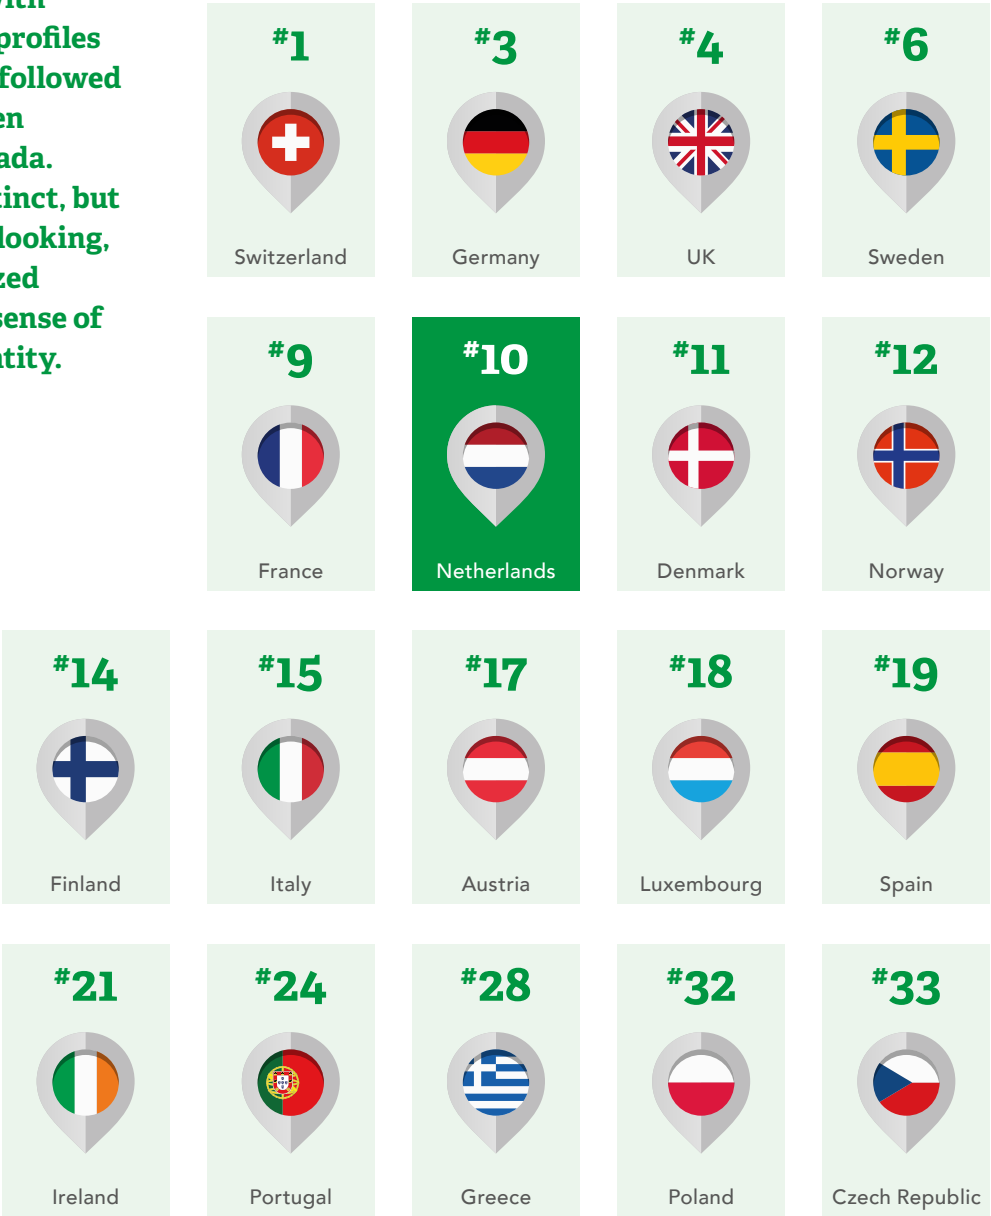 profiles
followed
ada.
tinct, but
looking,
zed
sense of
ntity.
#1
Switzerland
#3
Germany
#4
UK
#6
Sweden
#9
France
#10
Netherlands
#11
Denmark
#12
Norway
#14
Finland
#15
Italy
#17
Austria
#18
Luxembourg
#19
Spain
#21
Ireland
#24
Portugal
#28
Greece
#32
Poland
#33
Czech Republic